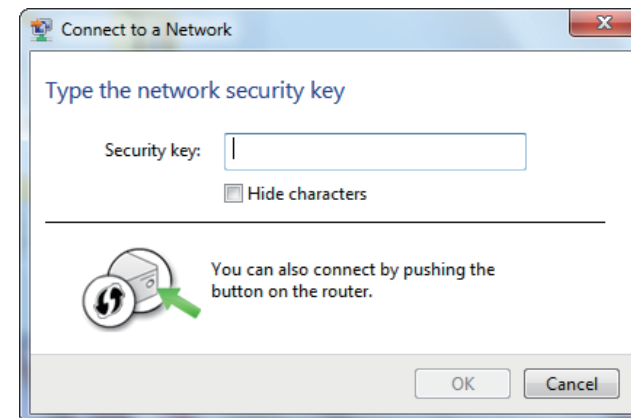 Connect to a Network
Type the network security key
Security key:
Hide characters
You can also connect by pushing the
button on the router.
OK
Cancel